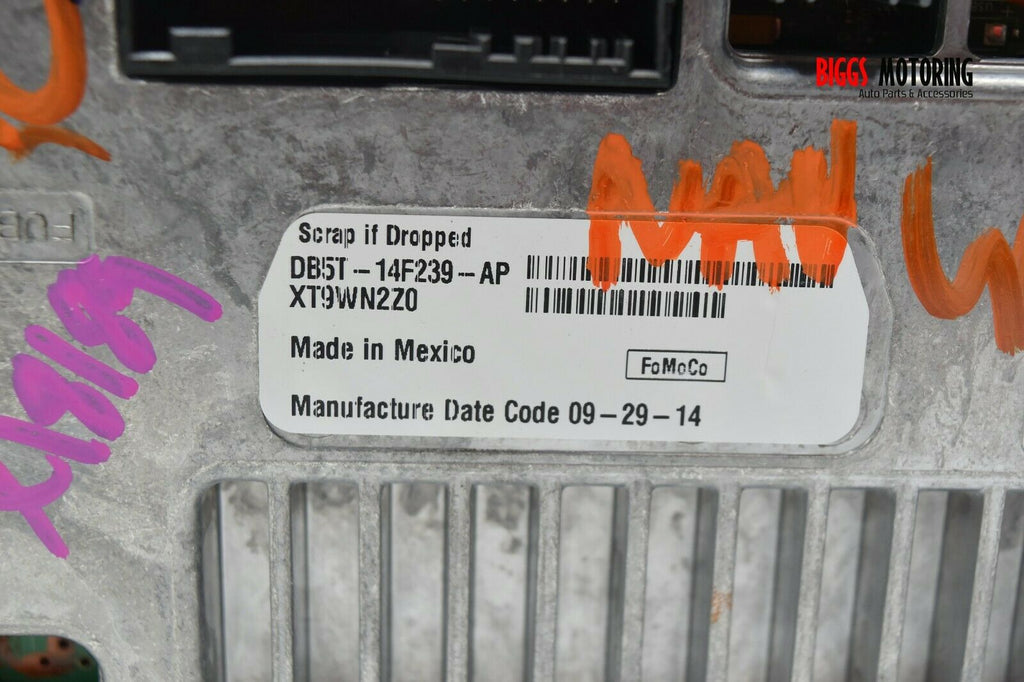 BIGGS MOTORING
Auto Parts & Accessories
NAV
Scrap if Dropped
DB5T-14F239-AP
XT9WN2Z0
Made in Mexico
FoMoCo
Manufacture Date Code 09-29-14